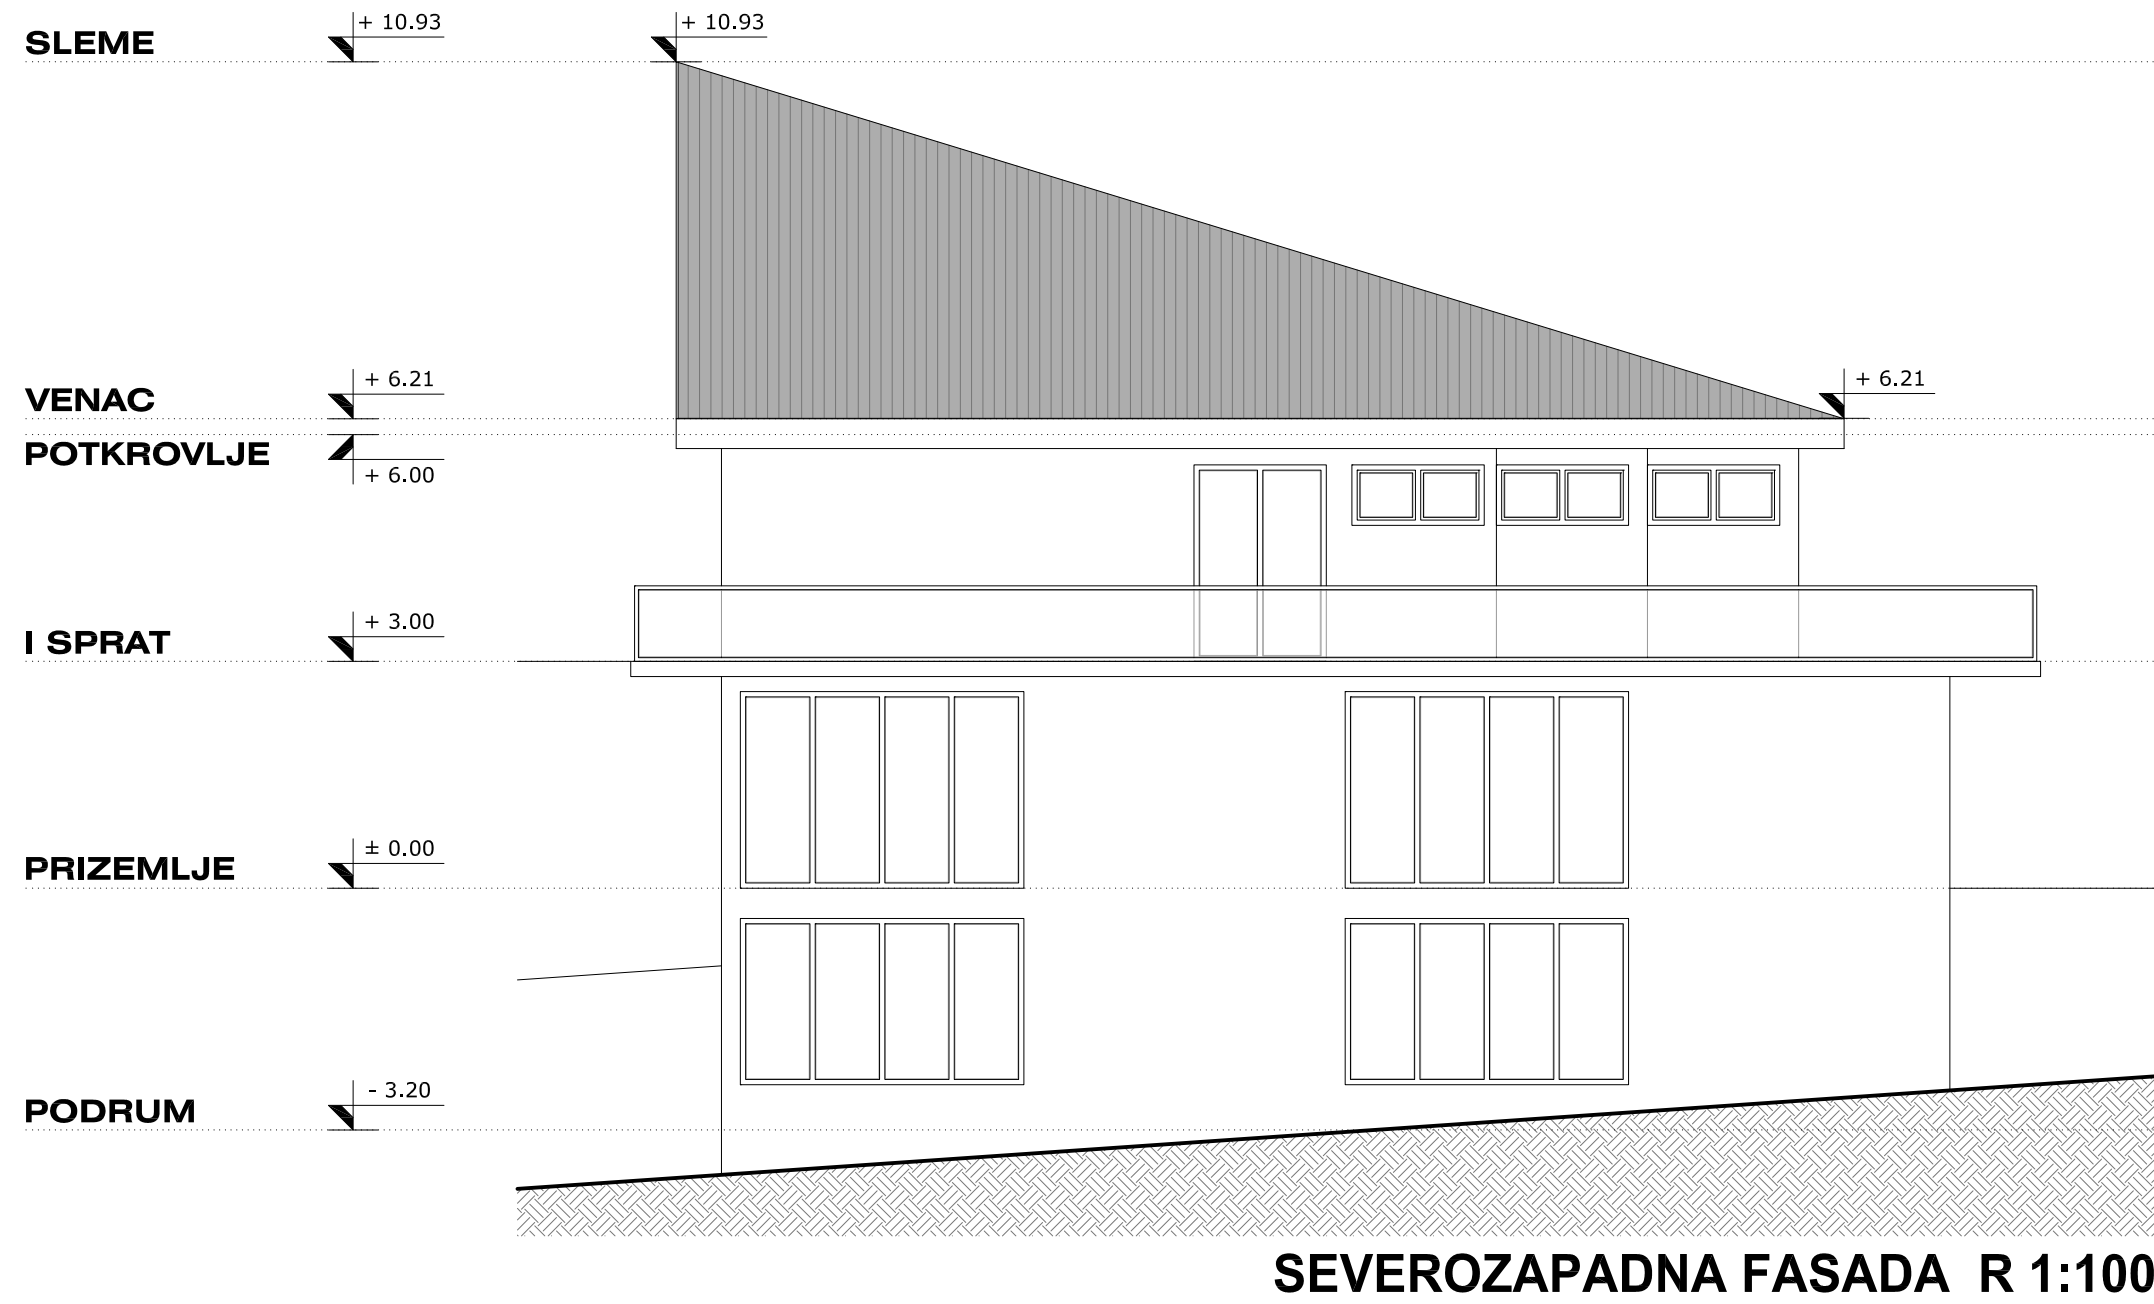 SLEME + 10.93 + 10.93
VENAC + 6.21 + 6.21
POTKROVLJE + 6.00
I SPRAT + 3.00
PRIZEMLJE ± 0.00
PODRUM - 3.20
SEVEROZAPADNA FASADA R 1:100